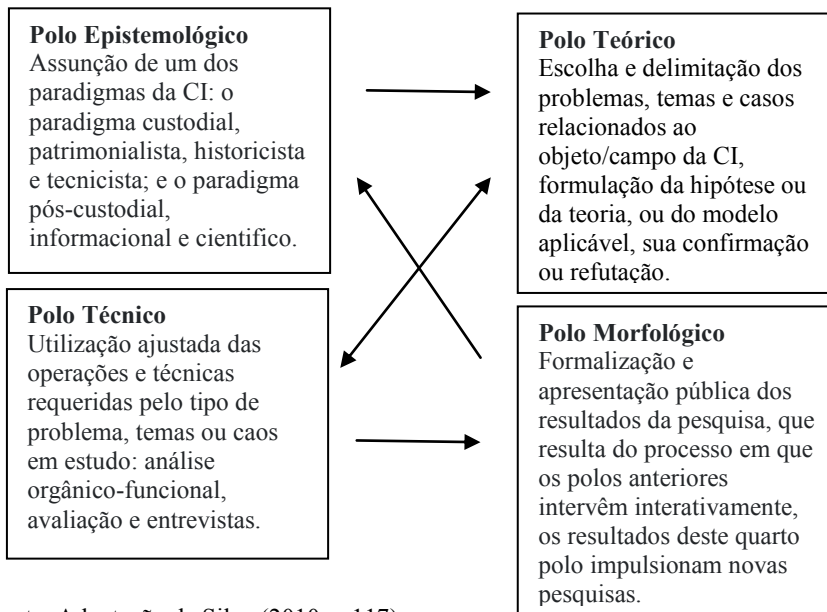 Polo Epistemológico
Assunção de um dos
paradigmas da CI: o
paradigma custodial,
patrimonialista, historicista
e tecnicista; e o paradigma
pós-custodial,
informacional e cientifico.
Polo Teórico
Escolha e delimitação dos
problemas, temas e casos
relacionados ao
objeto/campo da CI,
formulação da hipótese ou
da teoria, ou do modelo
aplicável, sua confirmação
ou refutação.
Polo Técnico
Utilização ajustada das
operações e técnicas
requeridas pelo tipo de
problema, temas ou caos
em estudo: análise
orgânico-funcional,
avaliação e entrevistas.
Polo Morfológico
Formalização e
apresentação pública dos
resultados da pesquisa, que
resulta do processo em que
os polos anteriores
intervêm interativamente,
os resultados deste quarto
polo impulsionam novas
pesquisas.